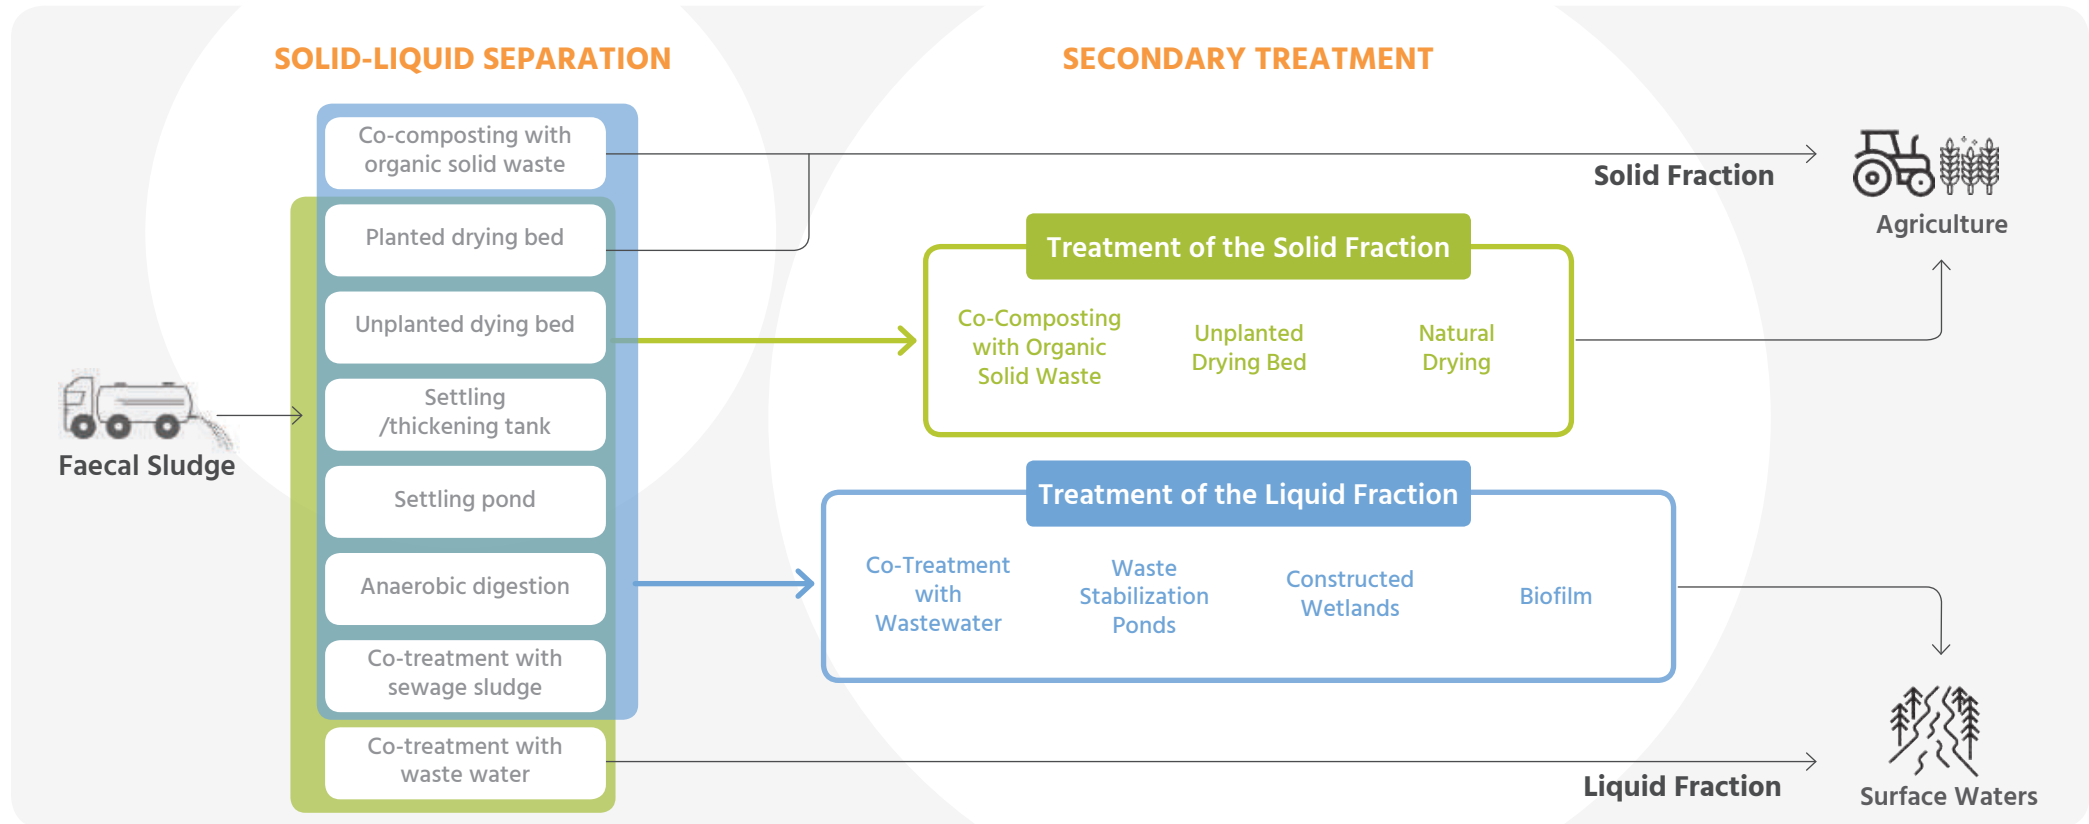 SOLID-LIQUID SEPARATION
SECONDARY TREATMENT
Co-composting with
organic solid waste
Planted drying bed
Unplanted dying bed
Settling
/thickening tank
Settling pond
Anaerobic digestion
Co-treatment with
sewage sludge
Co-treatment with
waste water
Faecal Sludge
Solid Fraction
Agriculture
Treatment of the Solid Fraction
Co-Composting
with Organic
Solid Waste
Unplanted
Drying Bed
Natural
Drying
Treatment of the Liquid Fraction
Co-Treatment
with
Wastewater
Waste
Stabilization
Ponds
Constructed
Wetlands
Biofilm
Liquid Fraction
Surface Waters